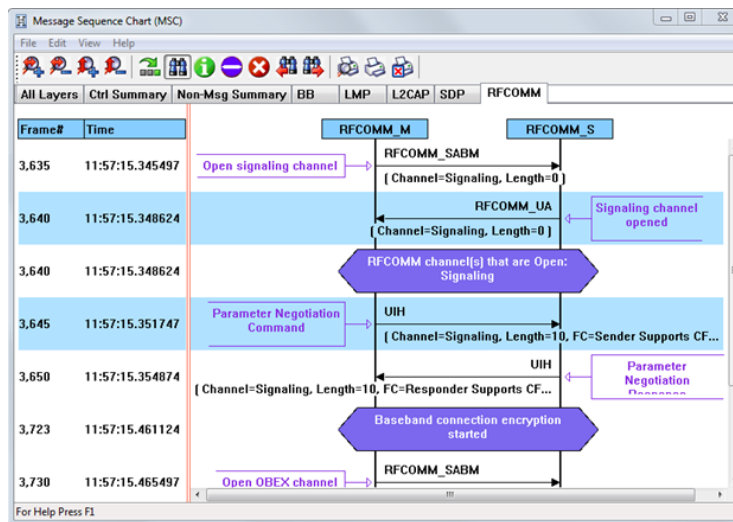 Message Sequence Chart (MSC)
File Edit View Help
All Layers Ctrl Summary Non-Msg Summary BB LMP L2CAP SDP RFCOMM
Frame# Time RFCOMM_M RFCOMM_S
3,635 11:57:15.345497 Open signaling channel RFCOMM_SABM
( Channel=Signaling, Length=0 )
3,640 11:57:15.348624 RFCOMM_UA Signaling channel
opened
( Channel=Signaling, Length=0 )
3,640 11:57:15.348624 RFCOMM channel(s) that are Open:
Signaling
3,645 11:57:15.351747 Parameter Negotiation
Command UIH
( Channel=Signaling, Length=10, FC=Sender Supports CF...
3,650 11:57:15.354874 UIH Parameter
Negotiation
Response
( Channel=Signaling, Length=10, FC=Responder Supports CF...
3,723 11:57:15.461124 Baseband connection encryption
started
3,730 11:57:15.465497 Open OBEX channel RFCOMM_SABM
For Help Press F1